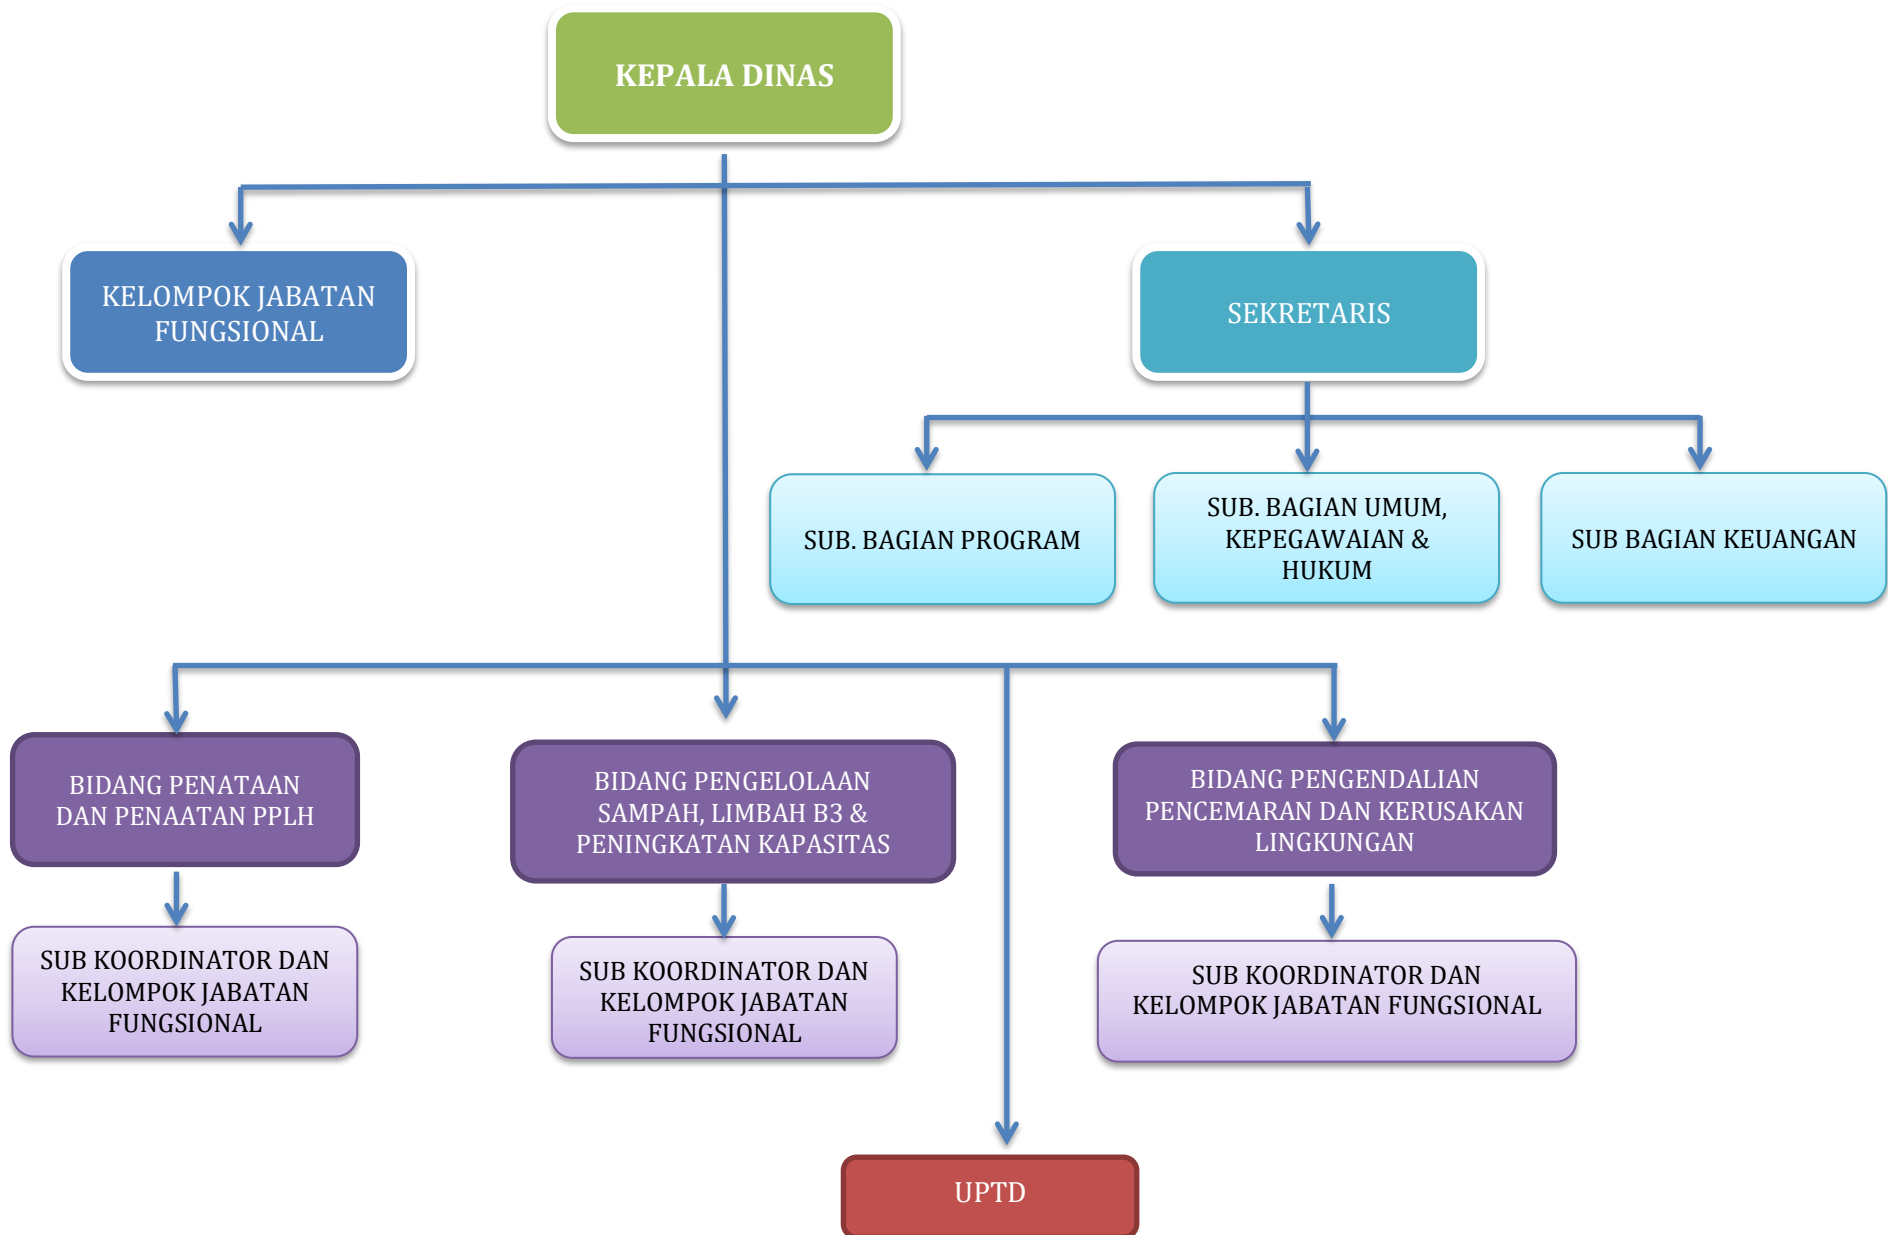 KEPALA DINAS
KELOMPOK JABATAN
FUNGSIONAL
SEKRETARIS
SUB. BAGIAN PROGRAM
SUB. BAGIAN UMUM,
KEPEGAWAIAN &
HUKUM
SUB BAGIAN KEUANGAN
BIDANG PENATAAN
DAN PENAATAN PPLH
BIDANG PENGELOLAAN
SAMPAH, LIMBAH B3 &
PENINGKATAN KAPASITAS
BIDANG PENGENDALIAN
PENCEMARAN DAN KERUSAKAN
LINGKUNGAN
SUB KOORDINATOR DAN
KELOMPOK JABATAN
FUNGSIONAL
SUB KOORDINATOR DAN
KELOMPOK JABATAN
FUNGSIONAL
SUB KOORDINATOR DAN
KELOMPOK JABATAN FUNGSIONAL
UPTD